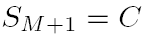 S_{M+1} = C